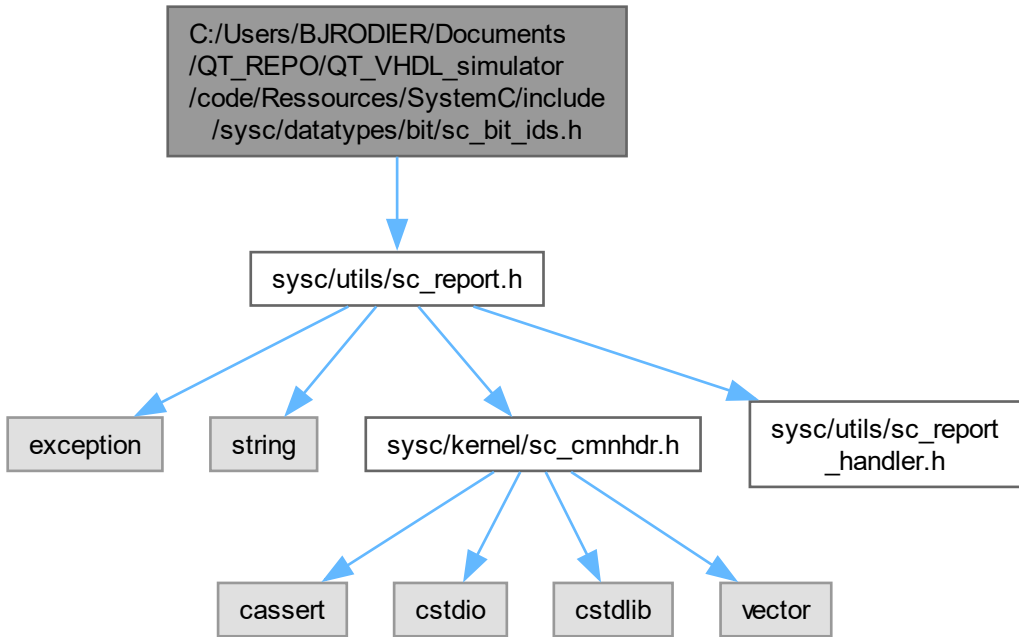 C:/Users/BJRODIER/Documents
/QT_REPO/QT_VHDL_simulator
/code/Ressources/SystemC/include
/sysc/datatypes/bit/sc_bit_ids.h
sysc/utils/sc_report.h
exception
string
sysc/kernel/sc_cmnhdr.h
sysc/utils/sc_report
_handler.h
cassert
cstdio
cstdlib
vector